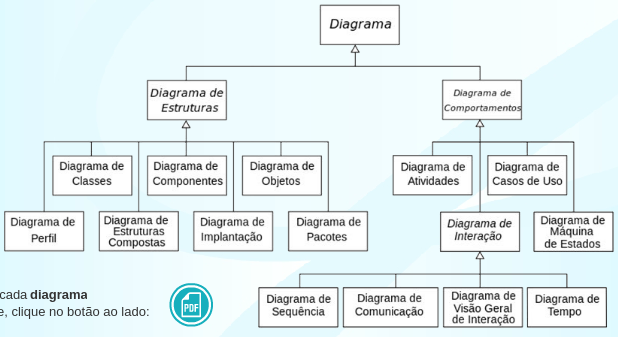 Diagrama
Diagrama de
Estruturas
Diagrama de
Comportamentos
Diagrama de
Classes
Diagrama de
Componentes
Diagrama de
Objetos
Diagrama de
Atividades
Diagrama de
Casos de Uso
Diagrama de
Perfil
Diagrama de
Estruturas
Compostas
Diagrama de
Implantação
Diagrama de
Pacotes
Diagrama de
Interação
Diagrama de
Máquina
de Estados
cada diagrama
e, clique no botão ao lado:
PDF
Diagrama de
Sequência
Diagrama de
Comunicação
Diagrama de
Visão Geral
de Interação
Diagrama de
Tempo